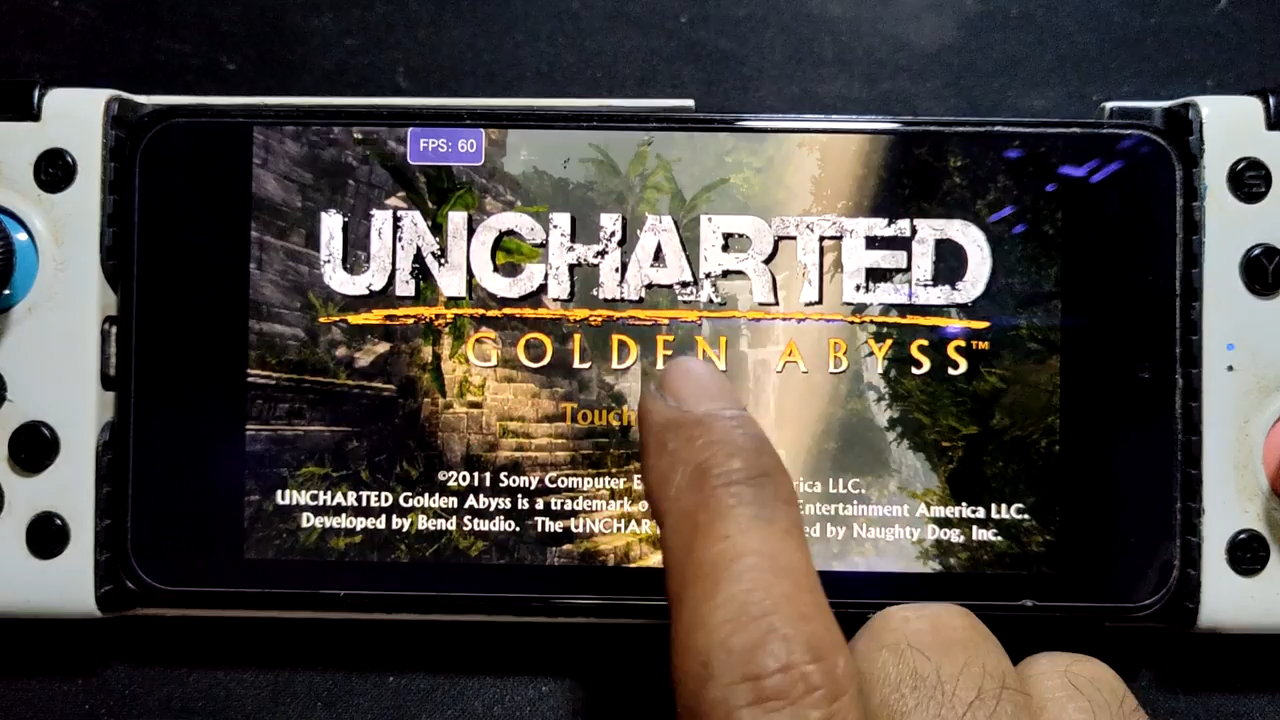 FPS: 60
UNCHARTED
GOLDEN ABYSS™
Touch
©2011 Sony Computer E rica LLC.
UNCHARTED Golden Abyss is a trademark o Entertainment America LLC.
Developed by Bend Studio. The UNCHAR ed by Naughty Dog, Inc.
S
Y